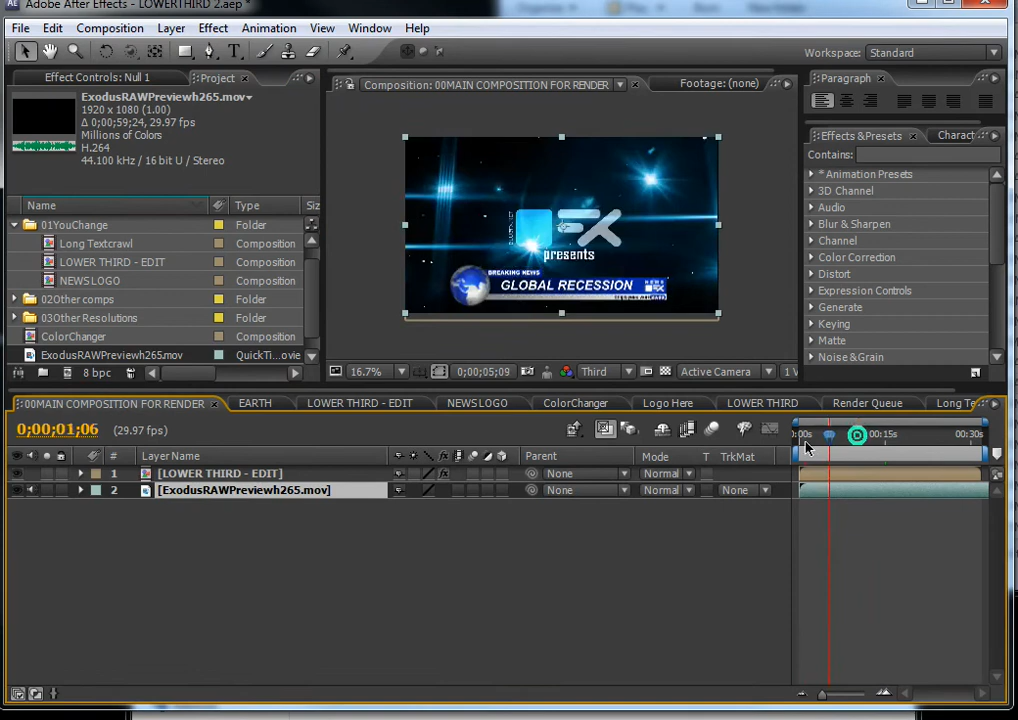 Adobe After Effects - LOWERTHIRD 2.aep *
File Edit Composition Layer Effect Animation View Window Help
Workspace: Standard
Effect Controls: Null 1 Project
Composition: 00MAIN COMPOSITION FOR RENDER Footage: (none)
Paragraph
ExodusRAWPreviewh265.mov
1920 x 1080 (1.00)
Δ 0;00;59;24, 29.97 fps
Millions of Colors
H.264
44.100 kHz / 16 bit U / Stereo
Effects & Presets Charact
Contains:
* Animation Presets
3D Channel
Audio
Blur & Sharpen
Channel
Color Correction
Distort
Expression Controls
Generate
Keying
Matte
Noise & Grain
Name Type Siz
01YouChange Folder
Long Textcrawl Composition
LOWER THIRD - EDIT Composition
NEWS LOGO Composition
02Other comps Folder
03Other Resolutions Folder
ColorChanger Composition
ExodusRAWPreviewh265.mov QuickTi...ovie
8 bpc
FX
presents
BREAKING NEWS
GLOBAL RECESSION
NEWS
16.7% 0;00;05;09 Third Active Camera 1 V
00MAIN COMPOSITION FOR RENDER EARTH LOWER THIRD - EDIT NEWS LOGO ColorChanger Logo Here LOWER THIRD Render Queue Long Te
0;00;01;06 (29.97 fps)
0:00s 00:15s 00:30s
# Layer Name Parent Mode T TrkMat
1 [LOWER THIRD - EDIT] None Normal
2 [ExodusRAWPreviewh265.mov] None Normal None